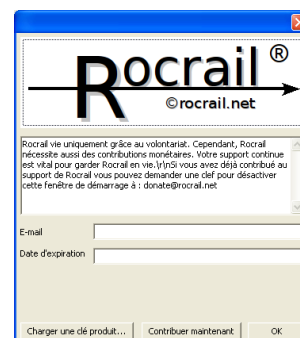 Rocrail ®
©rocrail.net
Rocrail vie uniquement grâce au volontariat. Cependant, Rocrail
nécessite aussi des contributions monétaires. Votre support continue
est vital pour garder Rocrail en vie.\r\nSi vous avez déjà contribué au
support de Rocrail vous pouvez demander une clef pour désactiver
cette fenêtre de démarrage à : donate@rocrail.net
E-mail
Date d'expiration
Charger une clé produit... Contribuer maintenant OK